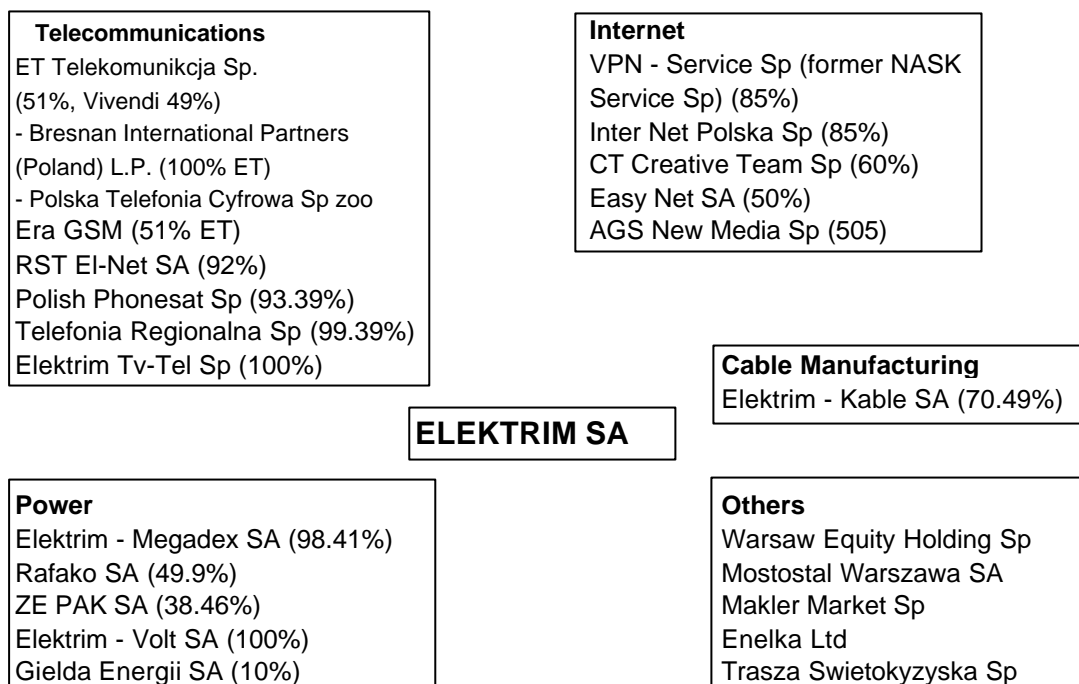 Telecommunications
ET Telekomunikcja Sp.
(51%, Vivendi 49%)
- Bresnan International Partners
(Poland) L.P. (100% ET)
- Polska Telefonia Cyfrowa Sp zoo
Era GSM (51% ET)
RST El-Net SA (92%)
Polish Phonesat Sp (93.39%)
Telefonia Regionalna Sp (99.39%)
Elektrim Tv-Tel Sp (100%)
Internet
VPN - Service Sp (former NASK
Service Sp) (85%)
Inter Net Polska Sp (85%)
CT Creative Team Sp (60%)
Easy Net SA (50%)
AGS New Media Sp (505)
Cable Manufacturing
Elektrim - Kable SA (70.49%)
ELEKTRIM SA
Power
Elektrim - Megadex SA (98.41%)
Rafako SA (49.9%)
ZE PAK SA (38.46%)
Elektrim - Volt SA (100%)
Gielda Energii SA (10%)
Others
Warsaw Equity Holding Sp
Mostostal Warszawa SA
Makler Market Sp
Enelka Ltd
Trasza Swietokyzyska Sp